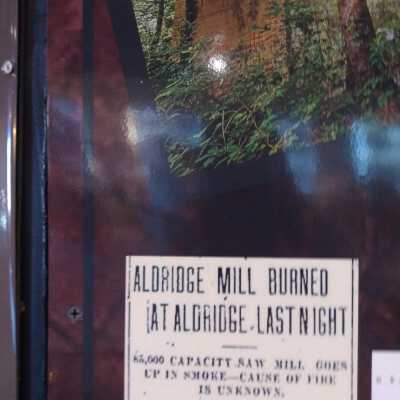 ALDRIDGE MILL BURNED
AT ALDRIDGE LAST NIGHT
85,000 CAPACITY SAW MILL GOES
UP IN SMOKE—CAUSE OF FIRE
IS UNKNOWN.